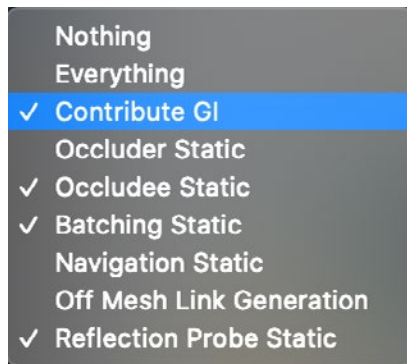 Nothing
Everything
✓ Contribute GI
Occluder Static
✓ Occludee Static
✓ Batching Static
Navigation Static
Off Mesh Link Generation
✓ Reflection Probe Static